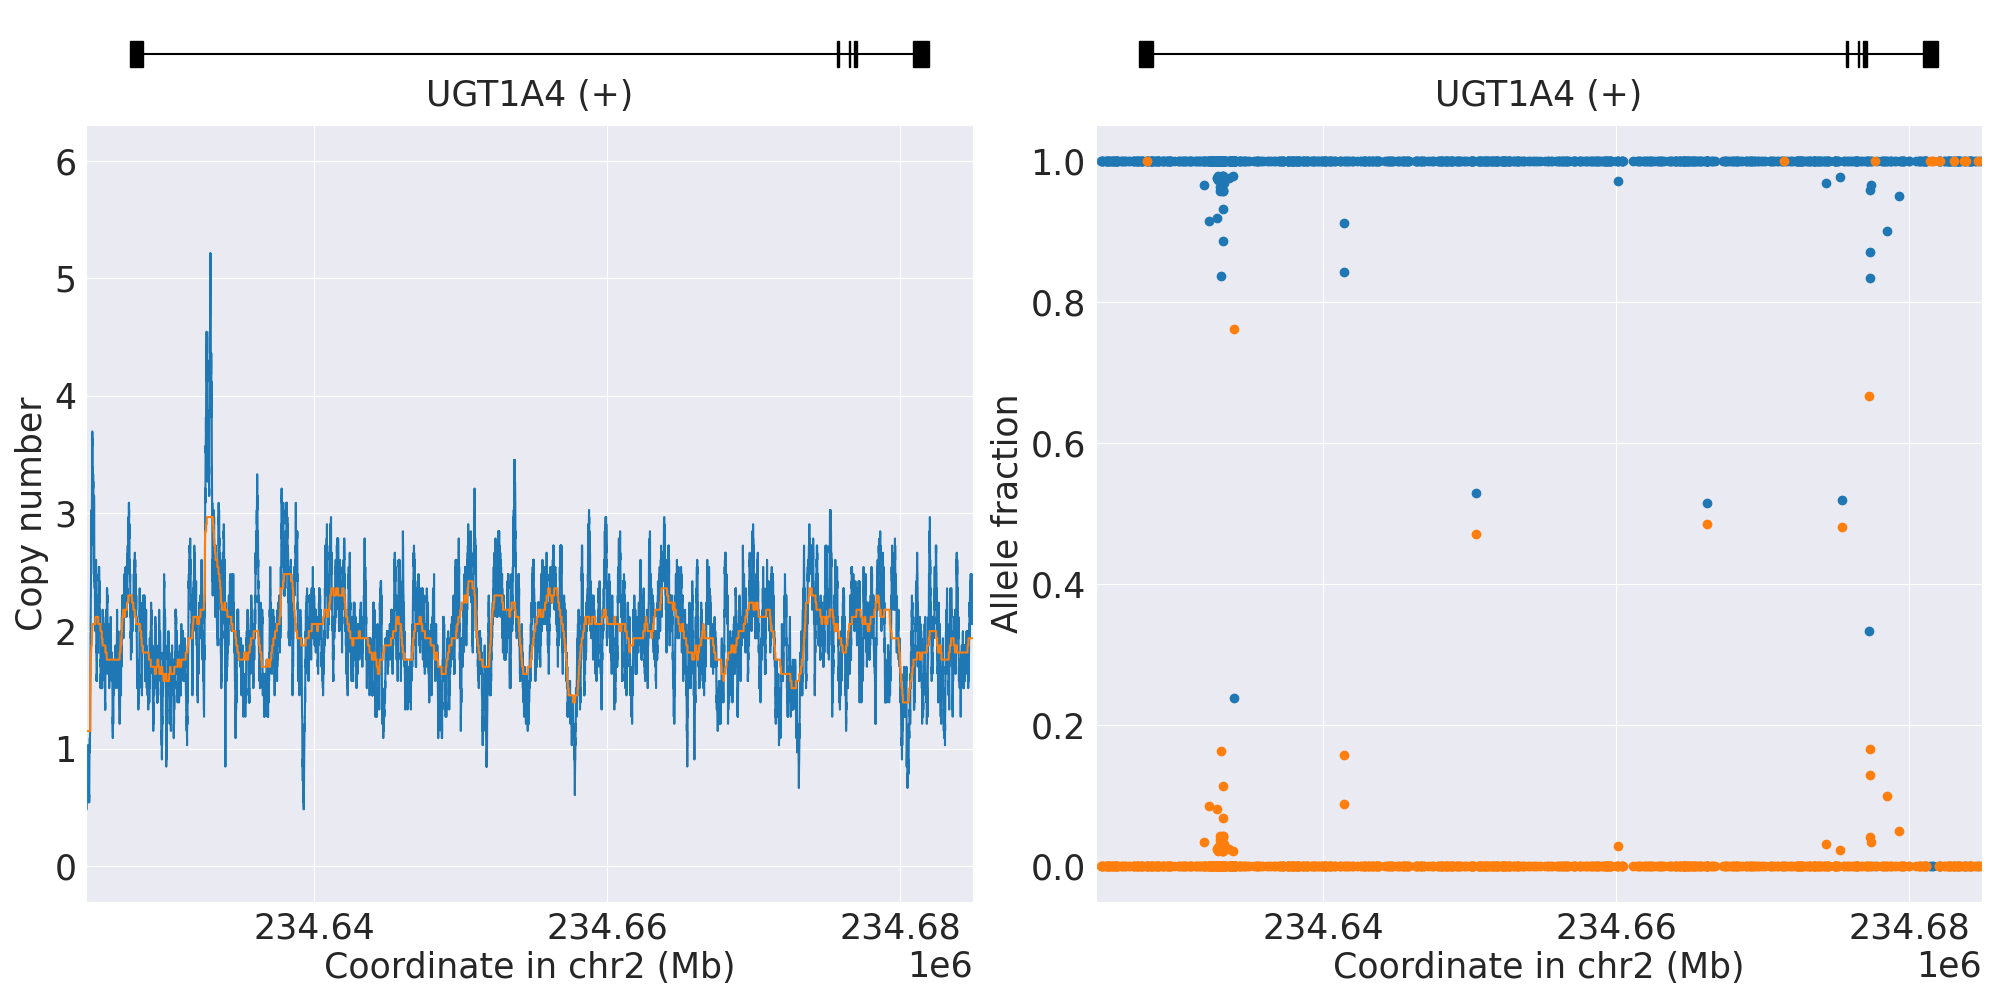 UGT1A4 (+)
6
5
4
3
2
1
0
Copy number
234.64 234.66 234.68
Coordinate in chr2 (Mb)
1e6
UGT1A4 (+)
1.0
0.8
0.6
0.4
0.2
0.0
Allele fraction
234.64 234.66 234.68
Coordinate in chr2 (Mb)
1e6